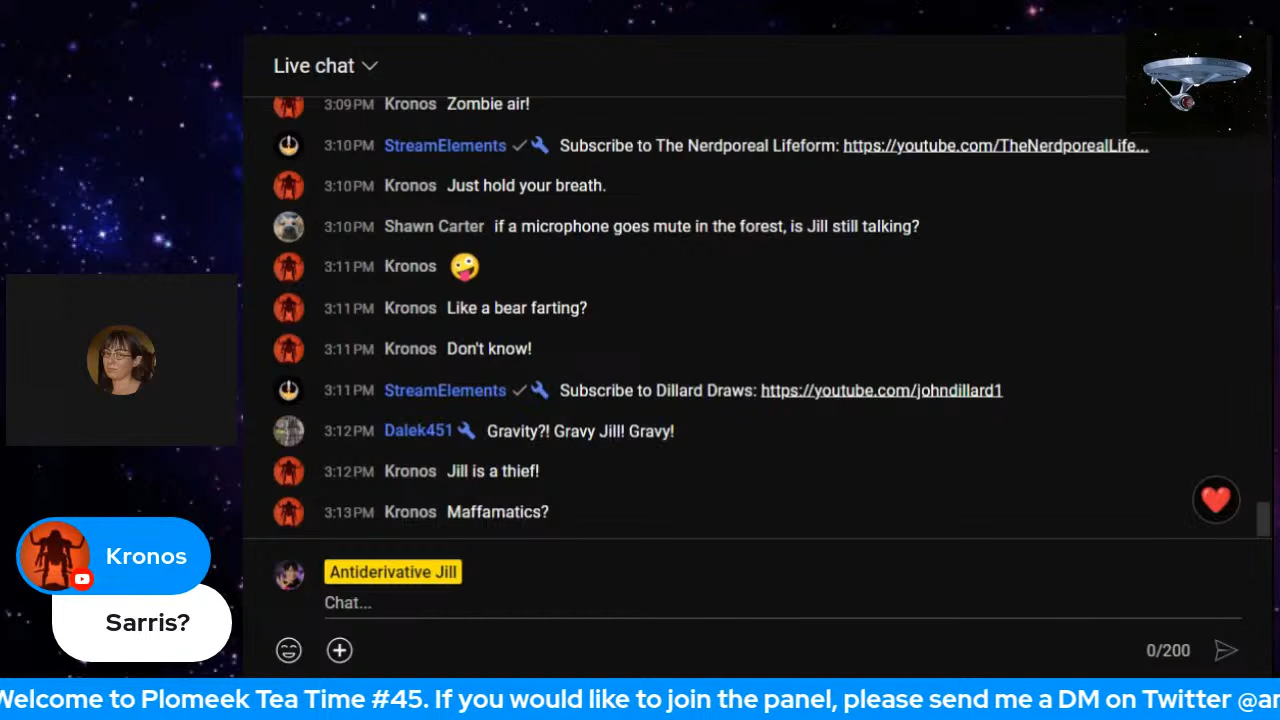 Live chat
3:09 PM Kronos Zombie air!
3:10 PM StreamElements Subscribe to The Nerdporeal Lifeform: https://youtube.com/TheNerdporealLife...
3:10 PM Kronos Just hold your breath.
3:10 PM Shawn Carter if a microphone goes mute in the forest, is Jill still talking?
3:11 PM Kronos
3:11 PM Kronos Like a bear farting?
3:11 PM Kronos Don't know!
3:11 PM StreamElements Subscribe to Dillard Draws: https://youtube.com/johndillard1
3:12 PM Dalek451 Gravity?! Gravy Jill! Gravy!
3:12 PM Kronos Jill is a thief!
3:13 PM Kronos Maffamatics?
Antiderivative Jill
Chat...
0/200
Kronos
Sarris?
Welcome to Plomeek Tea Time #45. If you would like to join the panel, please send me a DM on Twitter @ar